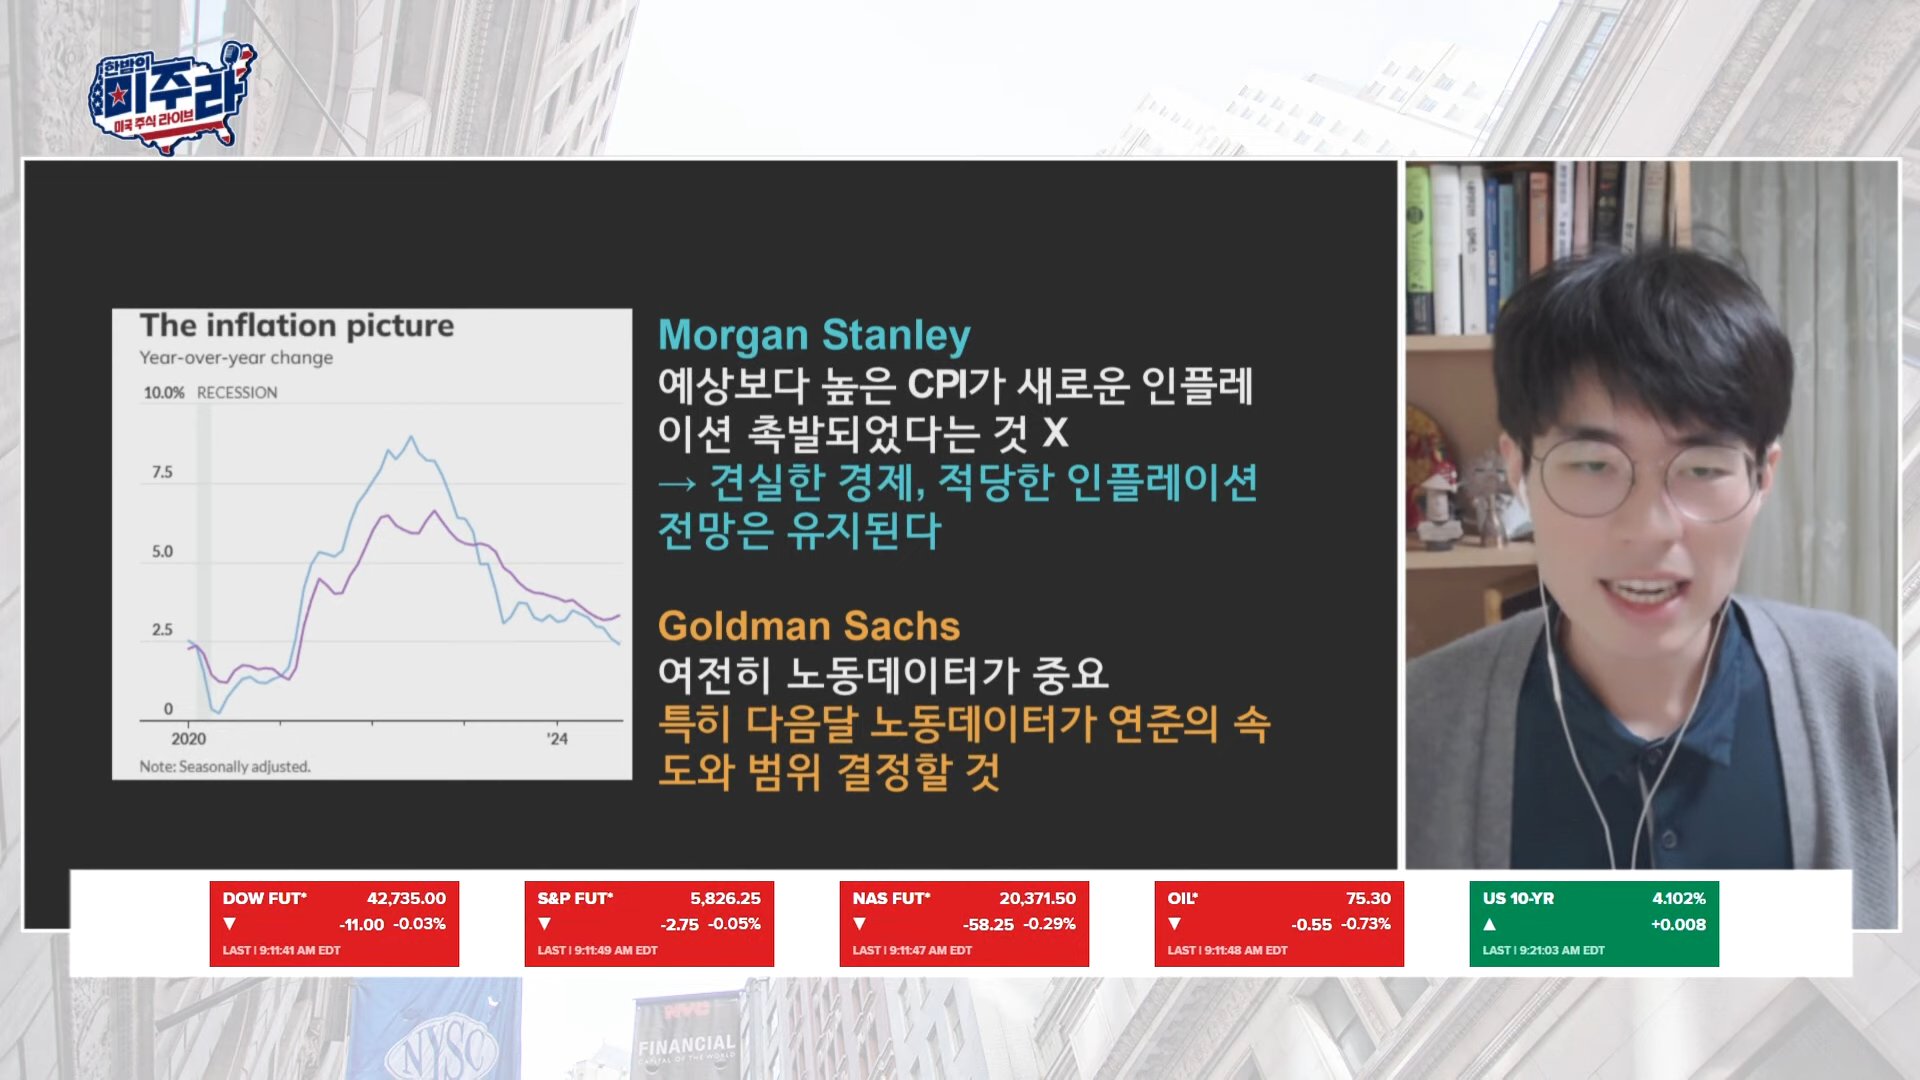 한밤의
미주라
미국 주식 라이브
The inflation picture
Year-over-year change
10.0% RECESSION
7.5
5.0
2.5
0
2020 '24
Note: Seasonally adjusted.
Morgan Stanley
예상보다 높은 CPI가 새로운 인플레
이션 촉발되었다는 것 X
→ 견실한 경제, 적당한 인플레이션
전망은 유지된다
Goldman Sachs
여전히 노동데이터가 중요
특히 다음달 노동데이터가 연준의 속
도와 범위 결정할 것
DOW FUT* 42,735.00
▼ -11.00 -0.03%
LAST | 9:11:41 AM EDT
S&P FUT* 5,826.25
▼ -2.75 -0.05%
LAST | 9:11:49 AM EDT
NAS FUT* 20,371.50
▼ -58.25 -0.29%
LAST | 9:11:47 AM EDT
OIL* 75.30
▼ -0.55 -0.73%
LAST | 9:11:48 AM EDT
US 10-YR 4.102%
▲ +0.008
LAST | 9:21:03 AM EDT
NYSC
NYC
FINANCIAL
CAPITAL OF THE WORLD